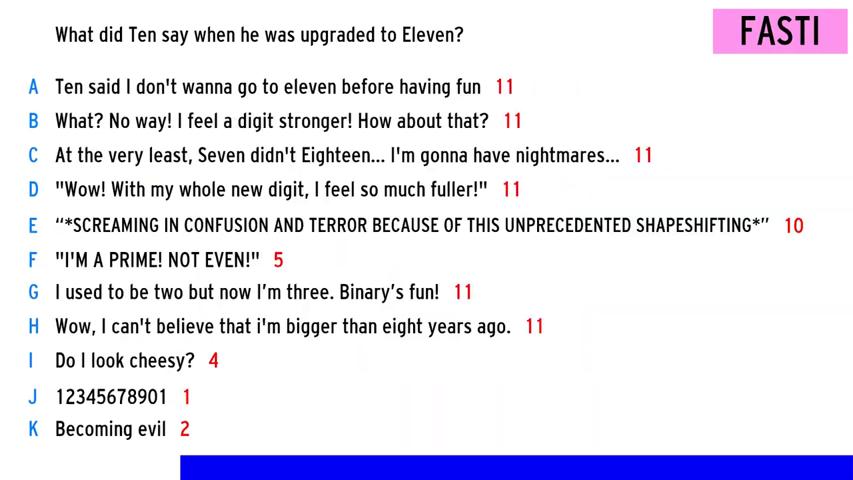 What did Ten say when he was upgraded to Eleven?
FASTI
A Ten said I don't wanna go to eleven before having fun 11
B What? No way! I feel a digit stronger! How about that? 11
C At the very least, Seven didn't Eighteen... I'm gonna have nightmares... 11
D "Wow! With my whole new digit, I feel so much fuller!" 11
E “*SCREAMING IN CONFUSION AND TERROR BECAUSE OF THIS UNPRECEDENTED SHAPESHIFTING*” 10
F "I'M A PRIME! NOT EVEN!" 5
G I used to be two but now I’m three. Binary’s fun! 11
H Wow, I can't believe that i'm bigger than eight years ago. 11
I Do I look cheesy? 4
J 12345678901 1
K Becoming evil 2